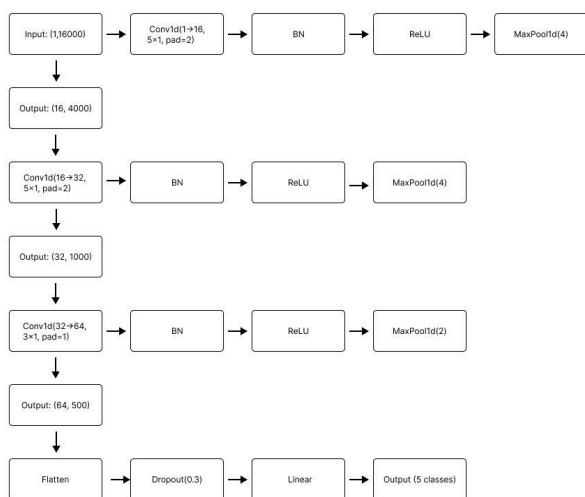 Input: (1,16000)
Conv1d(1→16,
5×1, pad=2)
BN
ReLU
MaxPool1d(4)
Output: (16, 4000)
Conv1d(16→32,
5×1, pad=2)
BN
ReLU
MaxPool1d(4)
Output: (32, 1000)
Conv1d(32→64,
3×1, pad=1)
BN
ReLU
MaxPool1d(2)
Output: (64, 500)
Flatten
Dropout(0.3)
Linear
Output (5 classes)